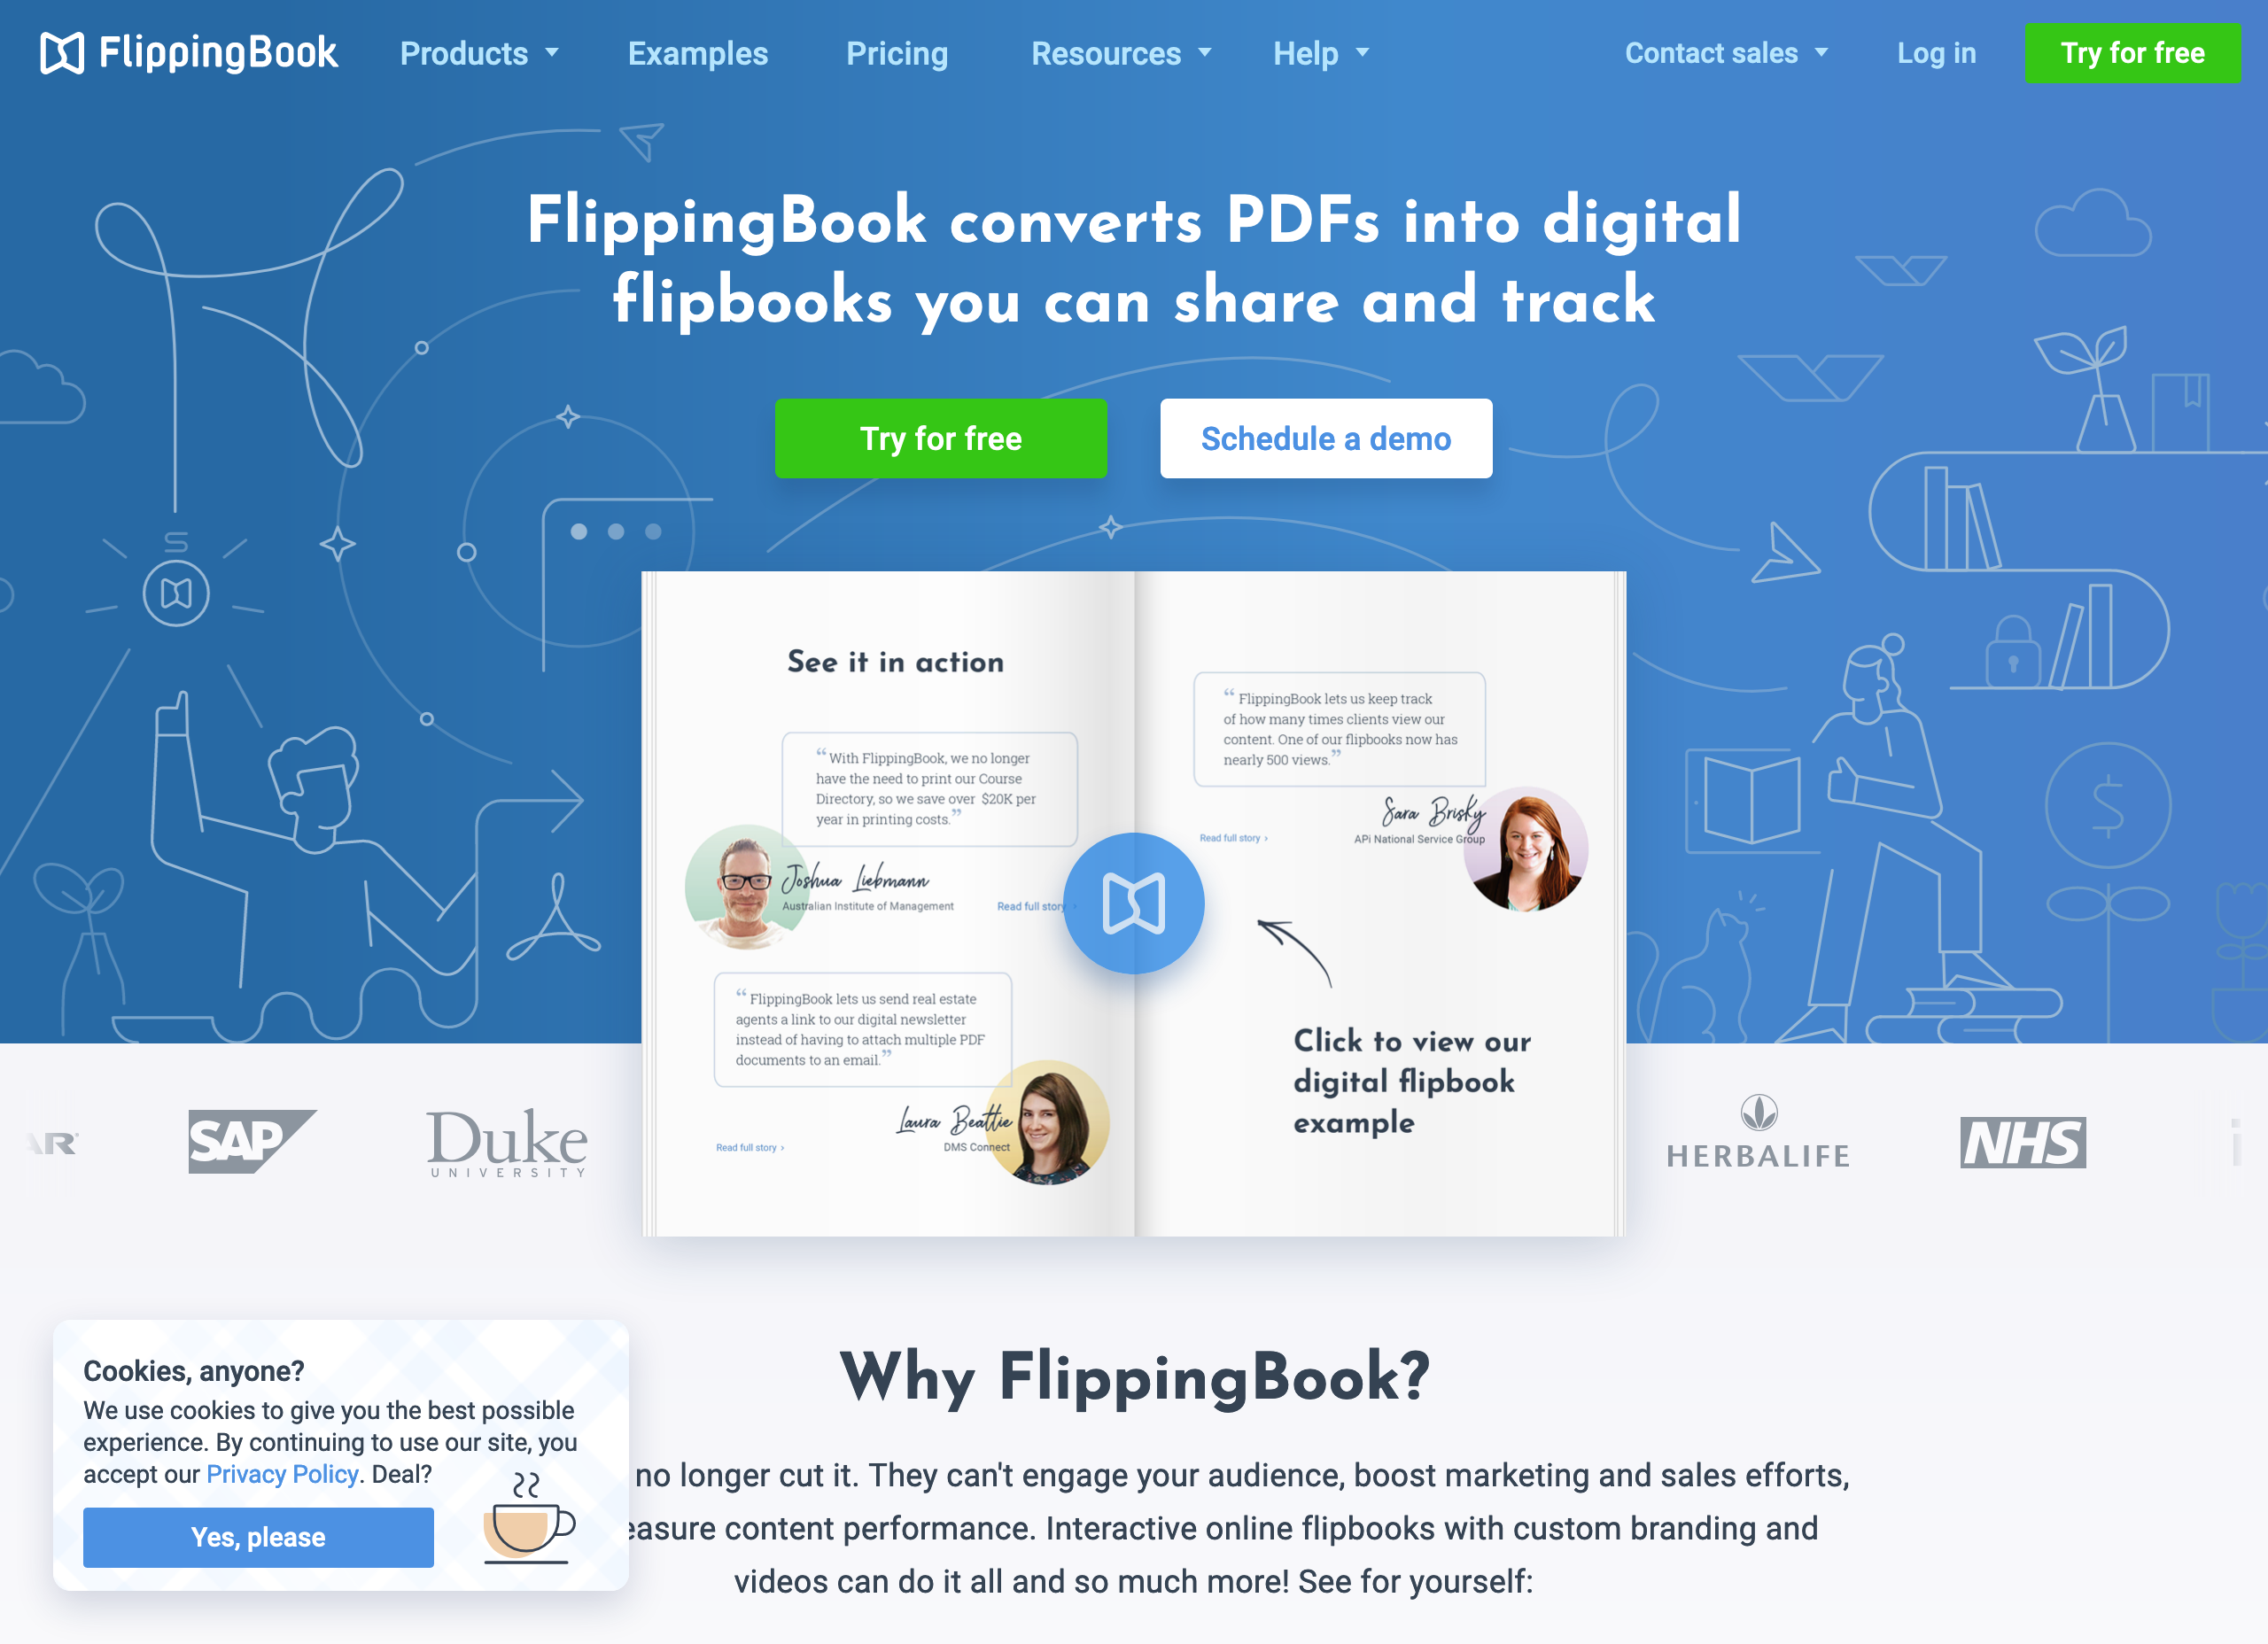 FlippingBook
Products
Examples
Pricing
Resources
Help
Contact sales
Log in
Try for free
FlippingBook converts PDFs into digital
flipbooks you can share and track
Try for free
Schedule a demo
See it in action
“ With FlippingBook, we no longer
have the need to print our Course
Directory, so we save over $20K per
year in printing costs.”
Joshua Liebmann
Australian Institute of Management
Read full story ›
“ FlippingBook lets us send real estate
agents a link to our digital newsletter
instead of having to attach multiple PDF
documents to an email.”
Laura Beattie
DMS Connect
Read full story ›
“ FlippingBook lets us keep track
of how many times clients view our
content. One of our flipbooks now has
nearly 500 views.”
Sara Brisky
APi National Service Group
Read full story ›
Click to view our
digital flipbook
example
SAP
Duke
UNIVERSITY
HERBALIFE
NHS
Why FlippingBook?
no longer cut it. They can't engage your audience, boost marketing and sales efforts,
easure content performance. Interactive online flipbooks with custom branding and
videos can do it all and so much more! See for yourself:
Cookies, anyone?
We use cookies to give you the best possible
experience. By continuing to use our site, you
accept our Privacy Policy. Deal?
Yes, please